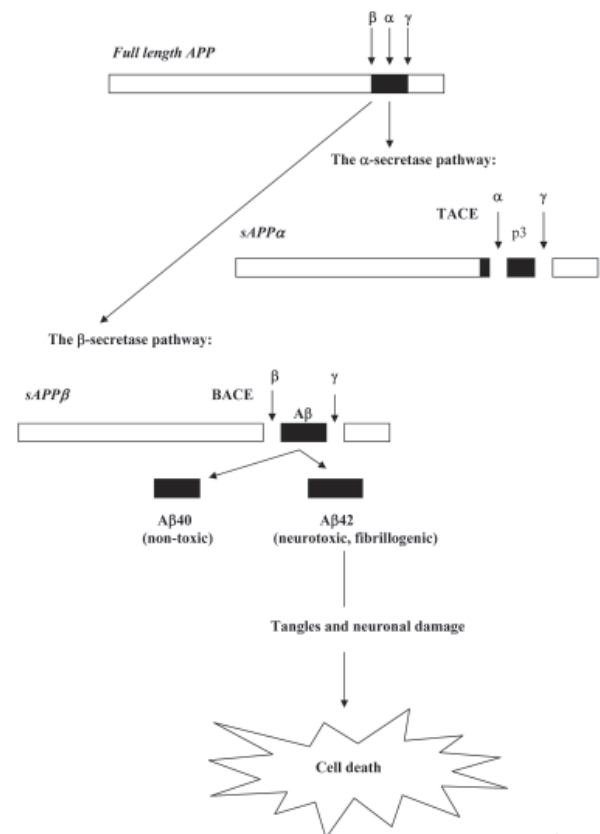 β α γ
Full length APP
The α-secretase pathway:
α γ
TACE
p3
sAPPα
The β-secretase pathway:
β γ
sAPPβ BACE
Aβ
Aβ40 Aβ42
(non-toxic) (neurotoxic, fibrillogenic)
Tangles and neuronal damage
Cell death